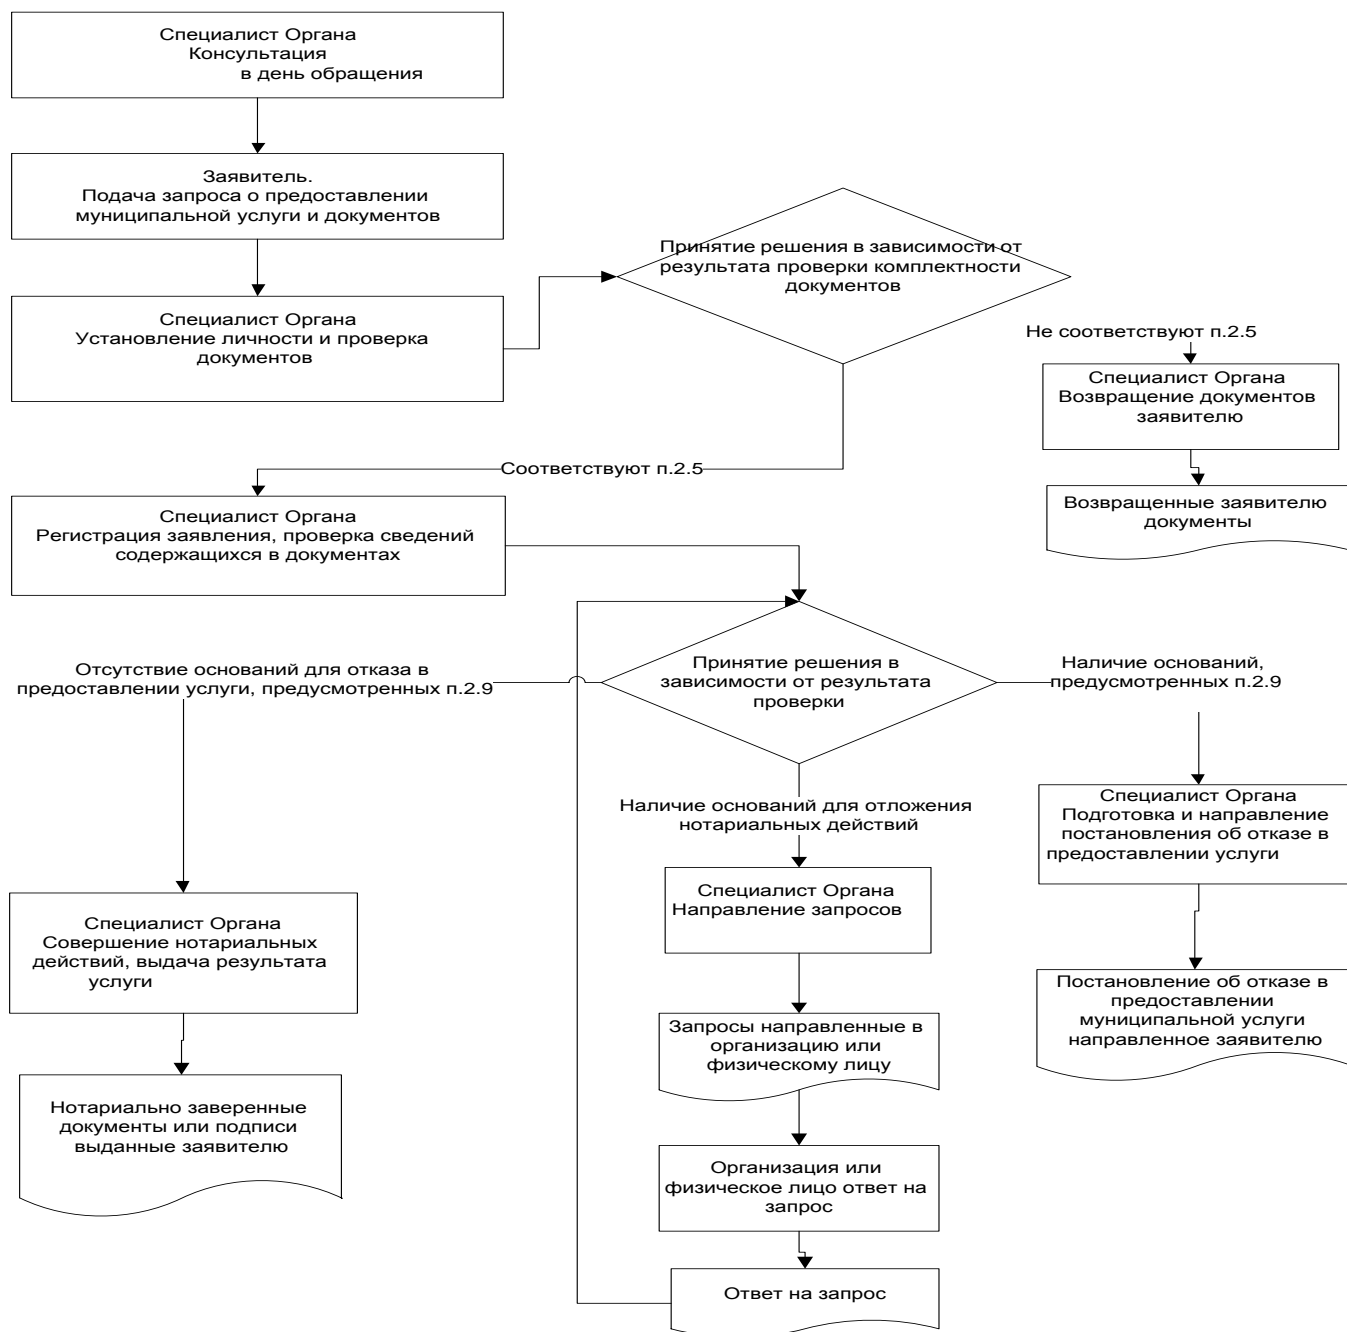 Специалист Органа
Консультация
в день обращения
Заявитель.
Подача запроса о предоставлении
муниципальной услуги и документов
Специалист Органа
Установление личности и проверка
документов
Принятие решения в зависимости от
результата проверки комплектности
документов
Не соответствуют п.2.5
Специалист Органа
Возвращение документов
заявителю
Возвращенные заявителю
документы
Соответствуют п.2.5
Специалист Органа
Регистрация заявления, проверка сведений
содержащихся в документах
Принятие решения в
зависимости от результата
проверки
Отсутствие оснований для отказа в
предоставлении услуги, предусмотренных п.2.9
Наличие оснований,
предусмотренных п.2.9
Наличие оснований для отложения
нотариальных действий
Специалист Органа
Подготовка и направление
постановления об отказе в
предоставлении услуги
Специалист Органа
Направление запросов
Специалист Органа
Совершение нотариальных
действий, выдача результата
услуги
Постановление об отказе в
предоставлении
муниципальной услуги
направленное заявителю
Запросы направленные в
организацию или
физическому лицу
Нотариально заверенные
документы или подписи
выданные заявителю
Организация или
физическое лицо ответ на
запрос
Ответ на запрос